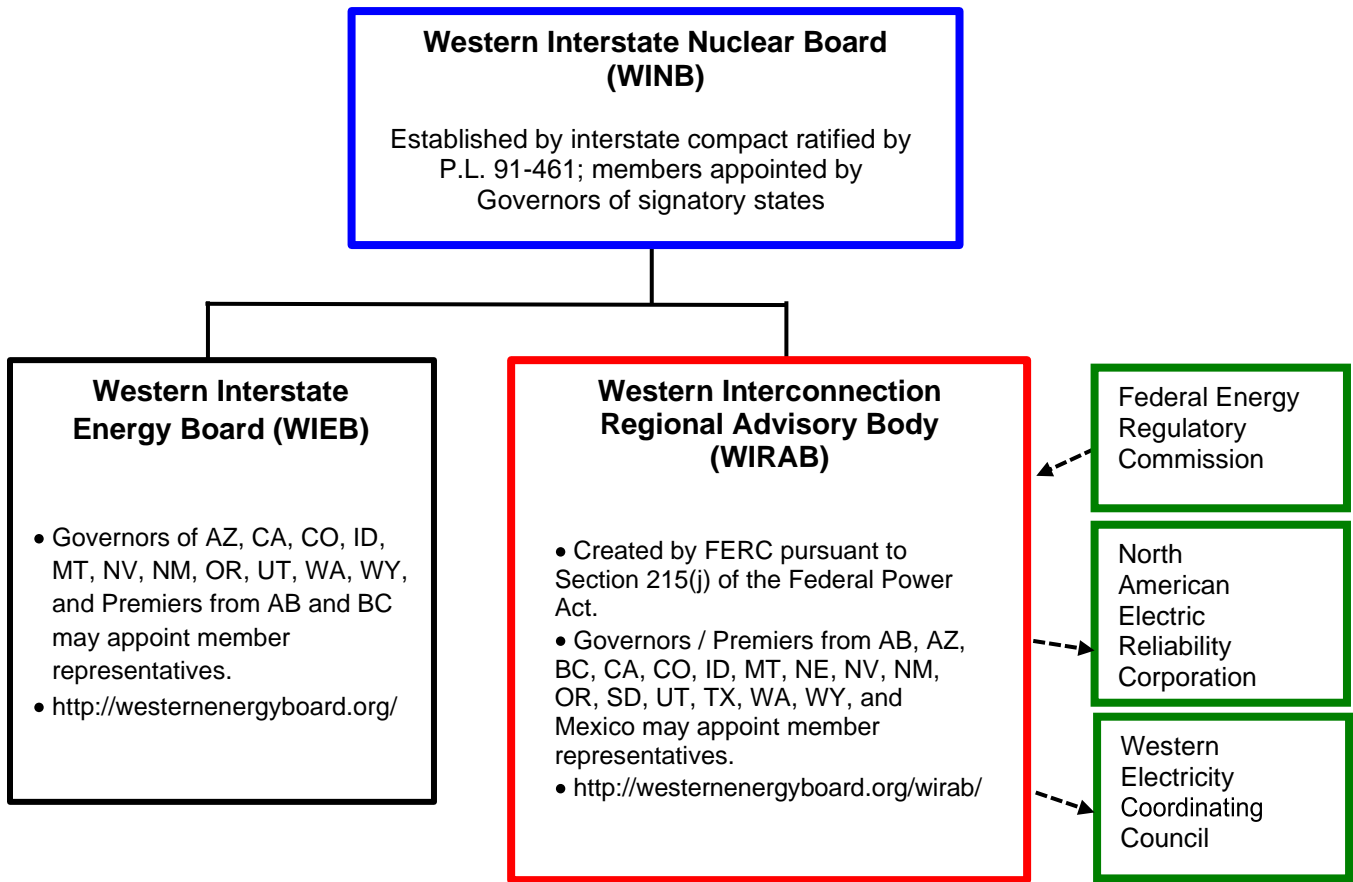 Western Interstate Nuclear Board
(WINB)
Established by interstate compact ratified by
P.L. 91-461; members appointed by
Governors of signatory states
Western Interstate
Energy Board (WIEB)
• Governors of AZ, CA, CO, ID,
MT, NV, NM, OR, UT, WA, WY,
and Premiers from AB and BC
may appoint member
representatives.
• http://westernenergyboard.org/
Western Interconnection
Regional Advisory Body
(WIRAB)
• Created by FERC pursuant to
Section 215(j) of the Federal Power
Act.
• Governors / Premiers from AB, AZ,
BC, CA, CO, ID, MT, NE, NV, NM,
OR, SD, UT, TX, WA, WY, and
Mexico may appoint member
representatives.
• http://westernenergyboard.org/wirab/
Federal Energy
Regulatory
Commission
North
American
Electric
Reliability
Corporation
Western
Electricity
Coordinating
Council